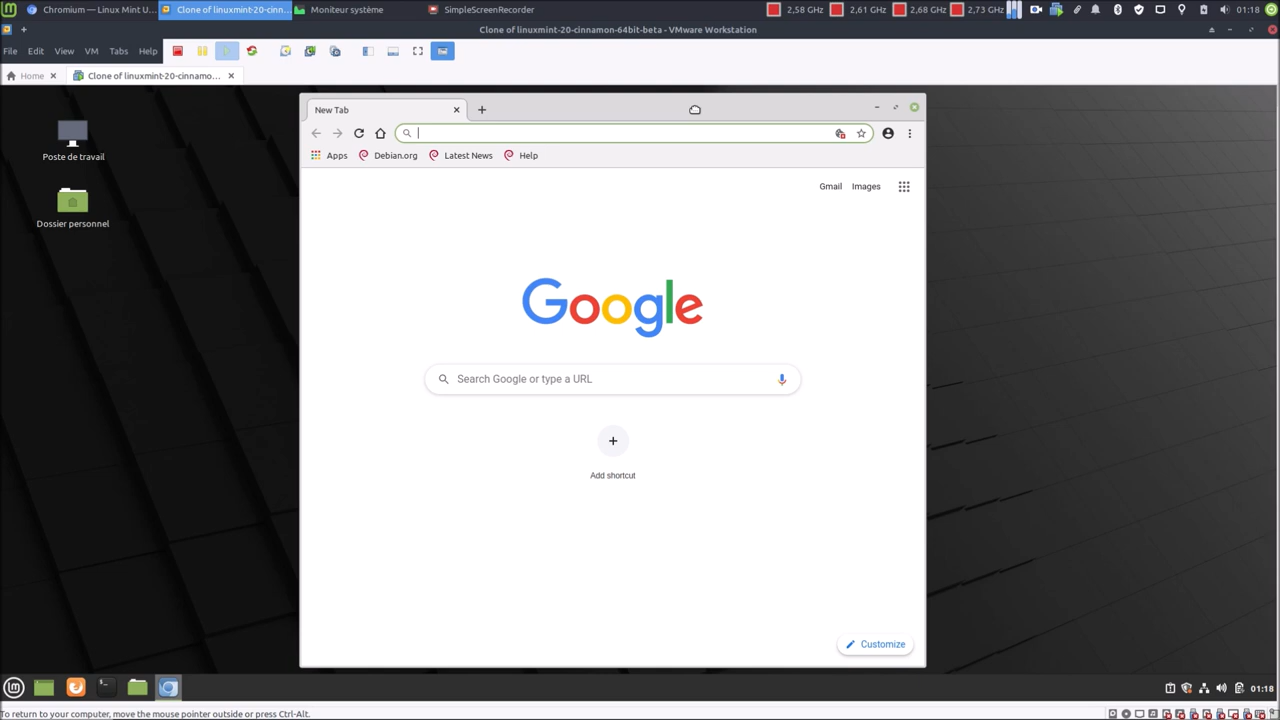 Chromium — Linux Mint U...
Clone of linuxmint-20-cinn...
Moniteur système
SimpleScreenRecorder
2,58 GHz
2,61 GHz
2,68 GHz
2,73 GHz
01:18
Clone of linuxmint-20-cinnamon-64bit-beta - VMware Workstation
File Edit View VM Tabs Help
Home
Clone of linuxmint-20-cinnamo...
New Tab
Poste de travail
Apps Debian.org Latest News Help
Gmail Images
Dossier personnel
Google
Search Google or type a URL
Add shortcut
Customize
01:18
To return to your computer, move the mouse pointer outside or press Ctrl-Alt.